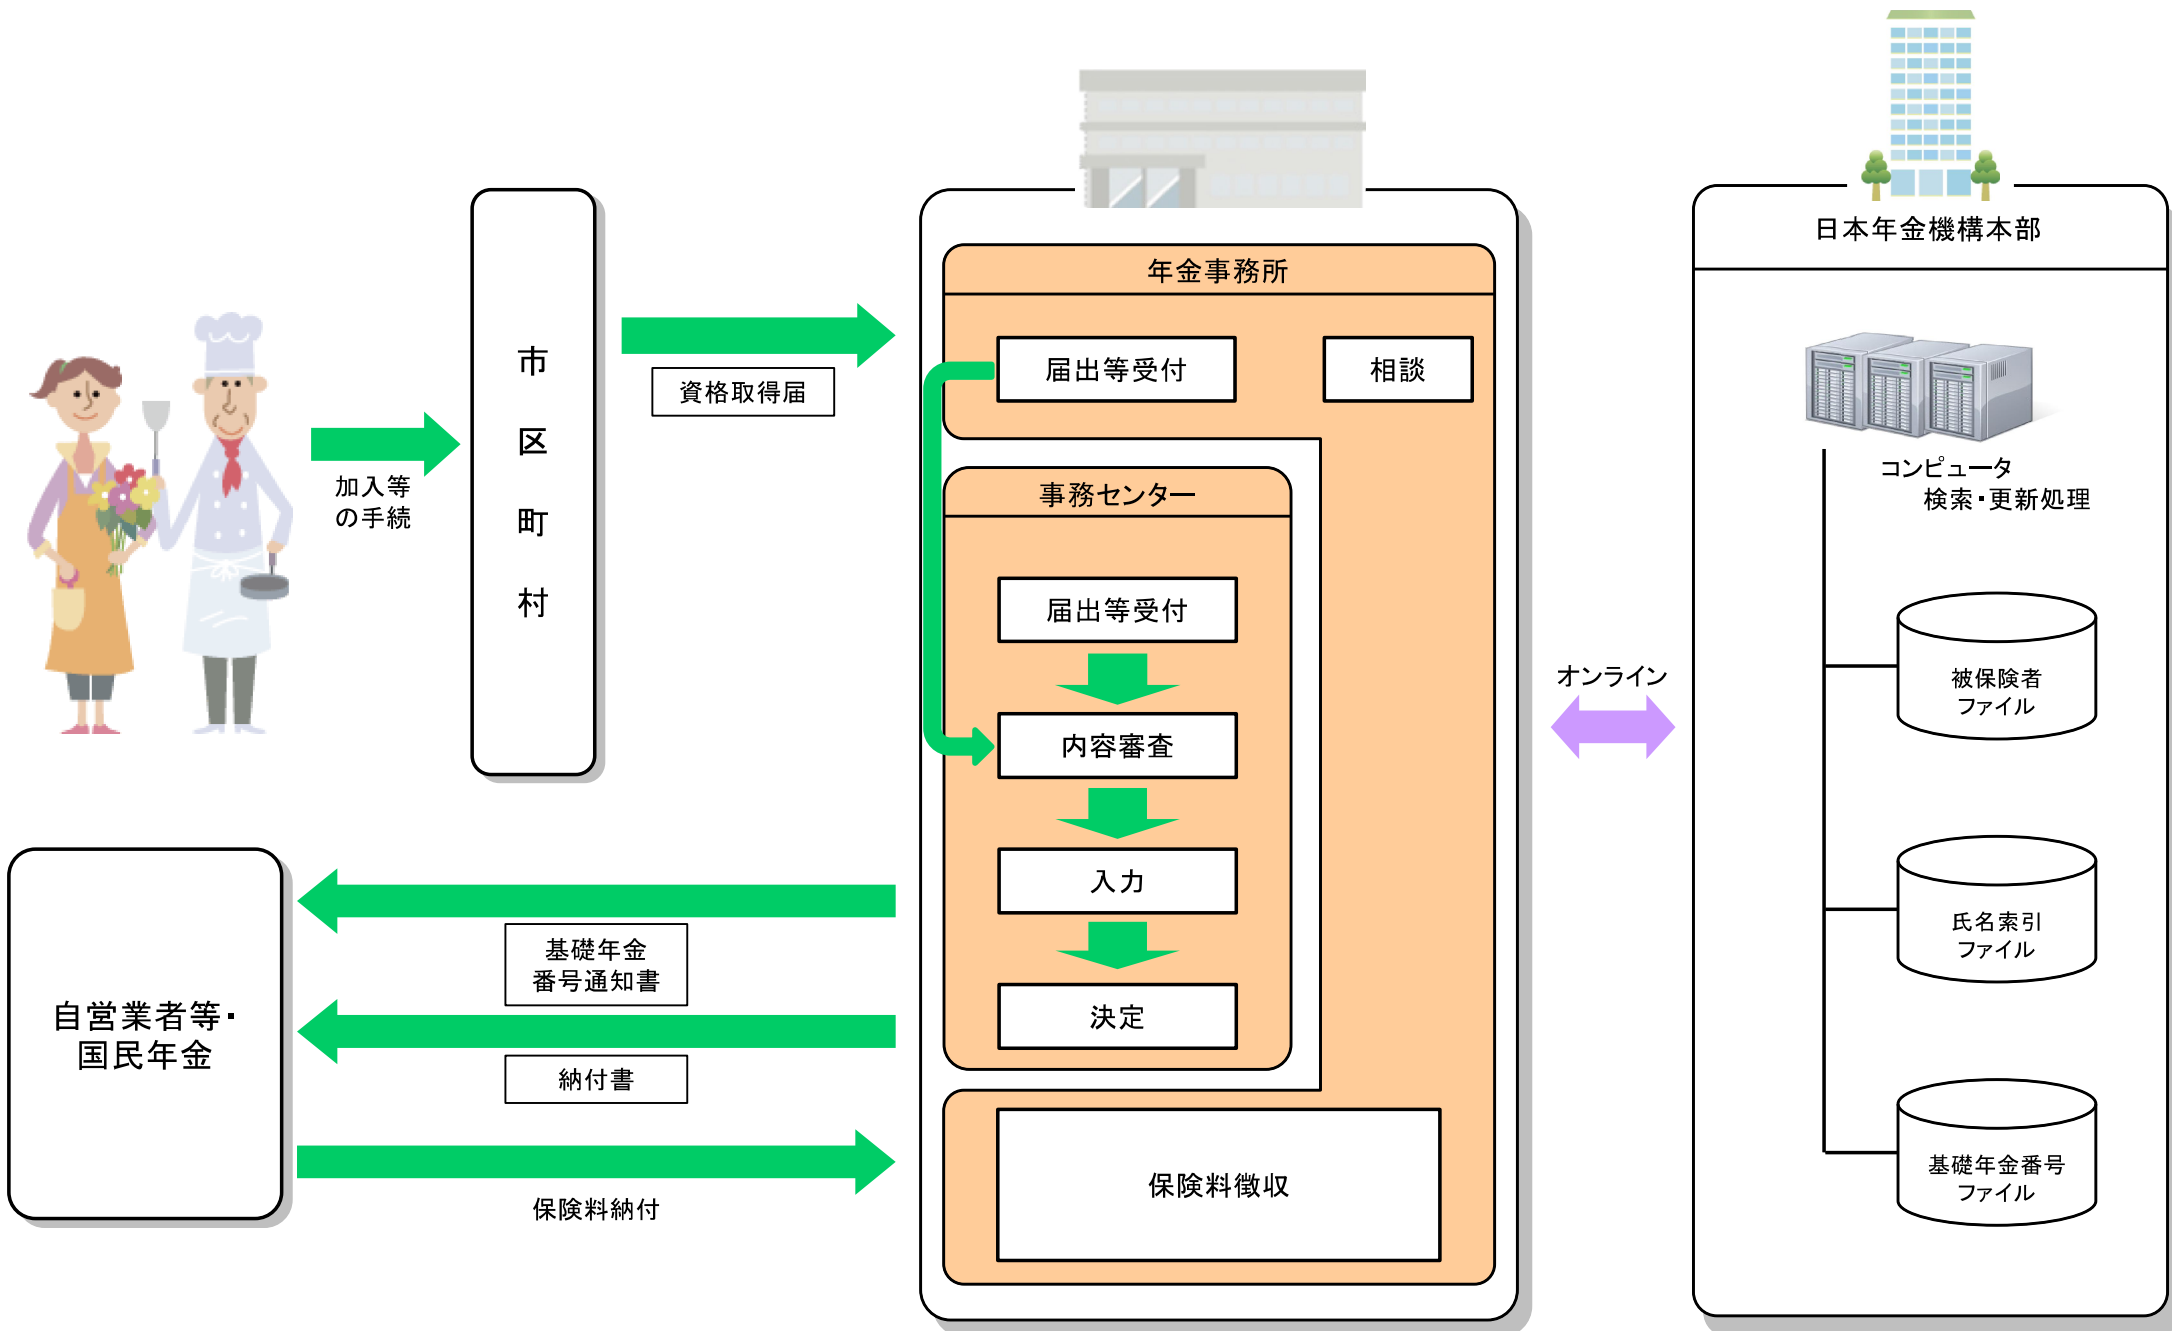 加入等
の手続
市
区
町
村
資格取得届
年金事務所
届出等受付
相談
事務センター
届出等受付
内容審査
入力
決定
保険料徴収
オンライン
日本年金機構本部
コンピュータ
検索・更新処理
被保険者
ファイル
氏名索引
ファイル
基礎年金番号
ファイル
自営業者等・
国民年金
基礎年金
番号通知書
納付書
保険料納付